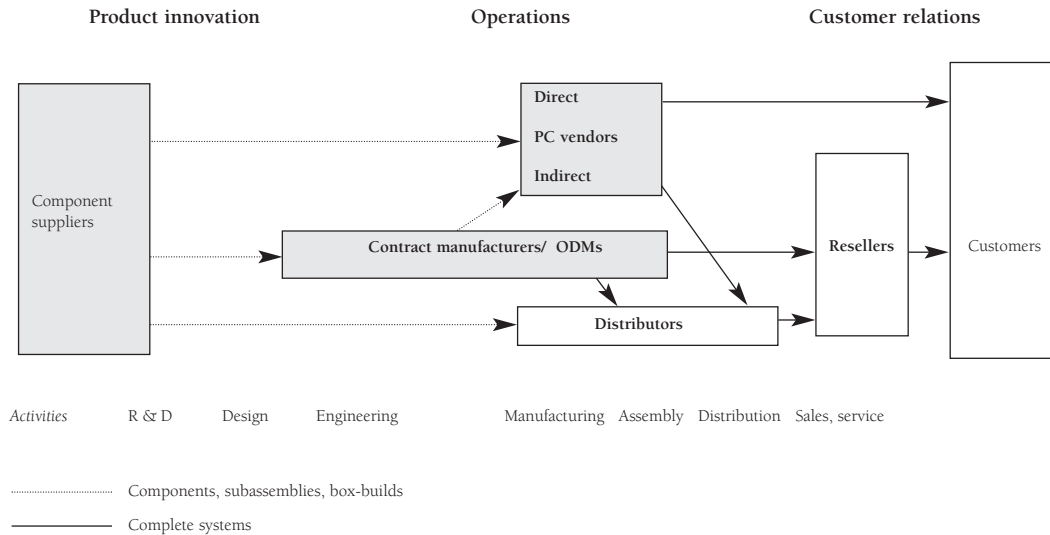 Product innovation Operations Customer relations
Direct
PC vendors
Indirect
Component
suppliers
Contract manufacturers/ ODMs
Resellers
Customers
Distributors
Activities R & D Design Engineering Manufacturing Assembly Distribution Sales, service
Components, subassemblies, box-builds
Complete systems